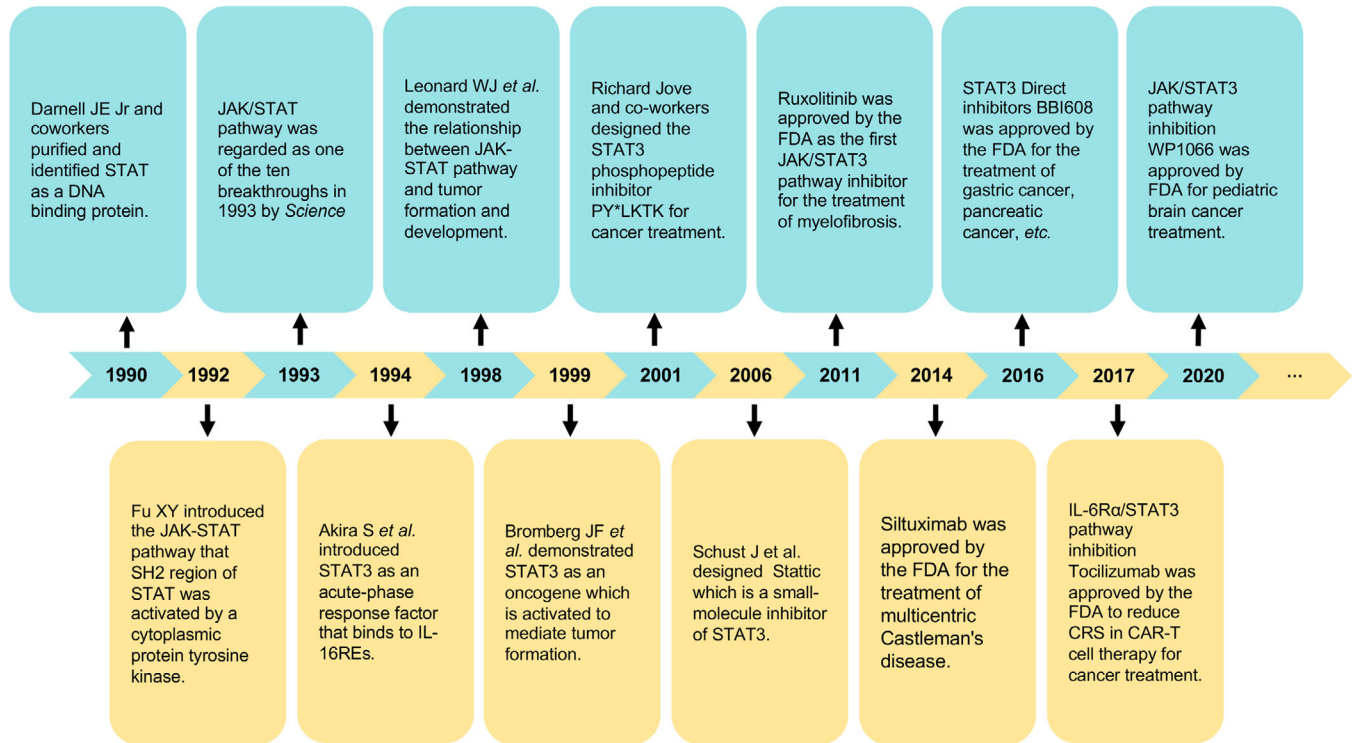 Darnell JE Jr and
coworkers
purified and
identified STAT
as a DNA
binding protein.
JAK/STAT
pathway was
regarded as one
of the ten
breakthroughs in
1993 by Science
Leonard WJ et al.
demonstrated
the relationship
between JAK-
STAT pathway
and tumor
formation and
development.
Richard Jove
and co-workers
designed the
STAT3
phosphopeptide
inhibitor
PY*LKTK for
cancer treatment.
Ruxolitinib was
approved by the
FDA as the first
JAK/STAT3
pathway inhibitor
for the treatment
of myelofibrosis.
STAT3 Direct
inhibitors BBI608
was approved by
the FDA for the
treatment of
gastric cancer,
pancreatic
cancer, etc.
JAK/STAT3
pathway
inhibition
WP1066 was
approved by
FDA for pediatric
brain cancer
treatment.
1990 1992 1993 1994 1998 1999 2001 2006 2011 2014 2016 2017 2020 ...
Fu XY introduced
the JAK-STAT
pathway that
SH2 region of
STAT was
activated by a
cytoplasmic
protein tyrosine
kinase.
Akira S et al.
introduced
STAT3 as an
acute-phase
response factor
that binds to IL-
16REs.
Bromberg JF et
al. demonstrated
STAT3 as an
oncogene which
is activated to
mediate tumor
formation.
Schust J et al.
designed Stattic
which is a small-
molecule inhibitor
of STAT3.
Siltuximab was
approved by
the FDA for the
treatment of
multicentric
Castleman's
disease.
IL-6Rα/STAT3
pathway
inhibition
Tocilizumab was
approved by the
FDA to reduce
CRS in CAR-T
cell therapy for
cancer treatment.